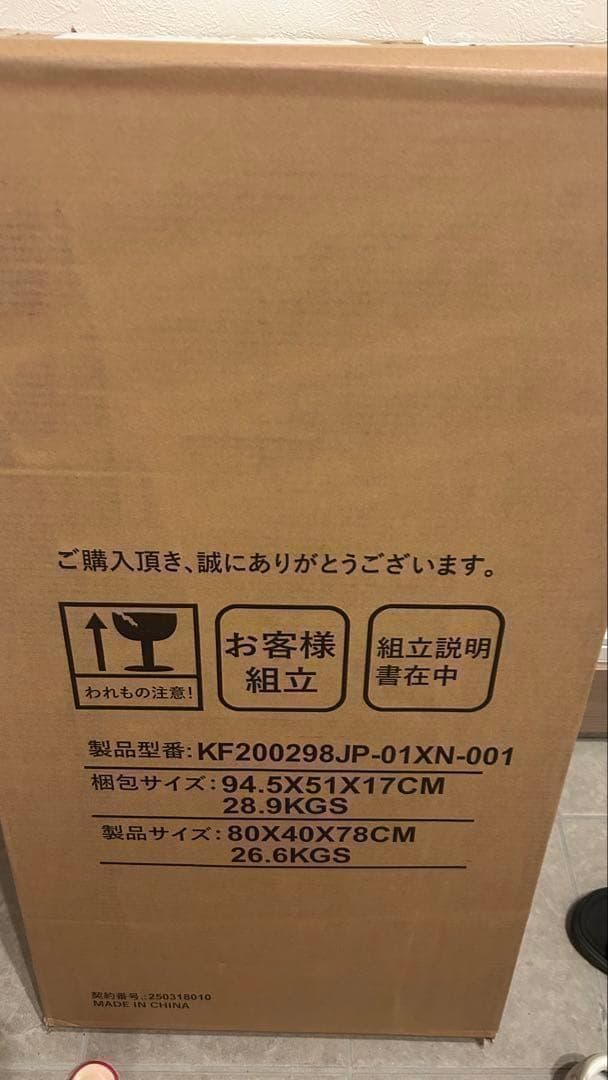 ご購入頂き、誠にありがとうございます。
われもの注意!
お客様
組立
組立説明
書在中
製品型番:KF200298JP-01XN-001
梱包サイズ:94.5X51X17CM
28.9KGS
製品サイズ:80X40X78CM
26.6KGS
契約番号.:250318010
MADE IN CHINA